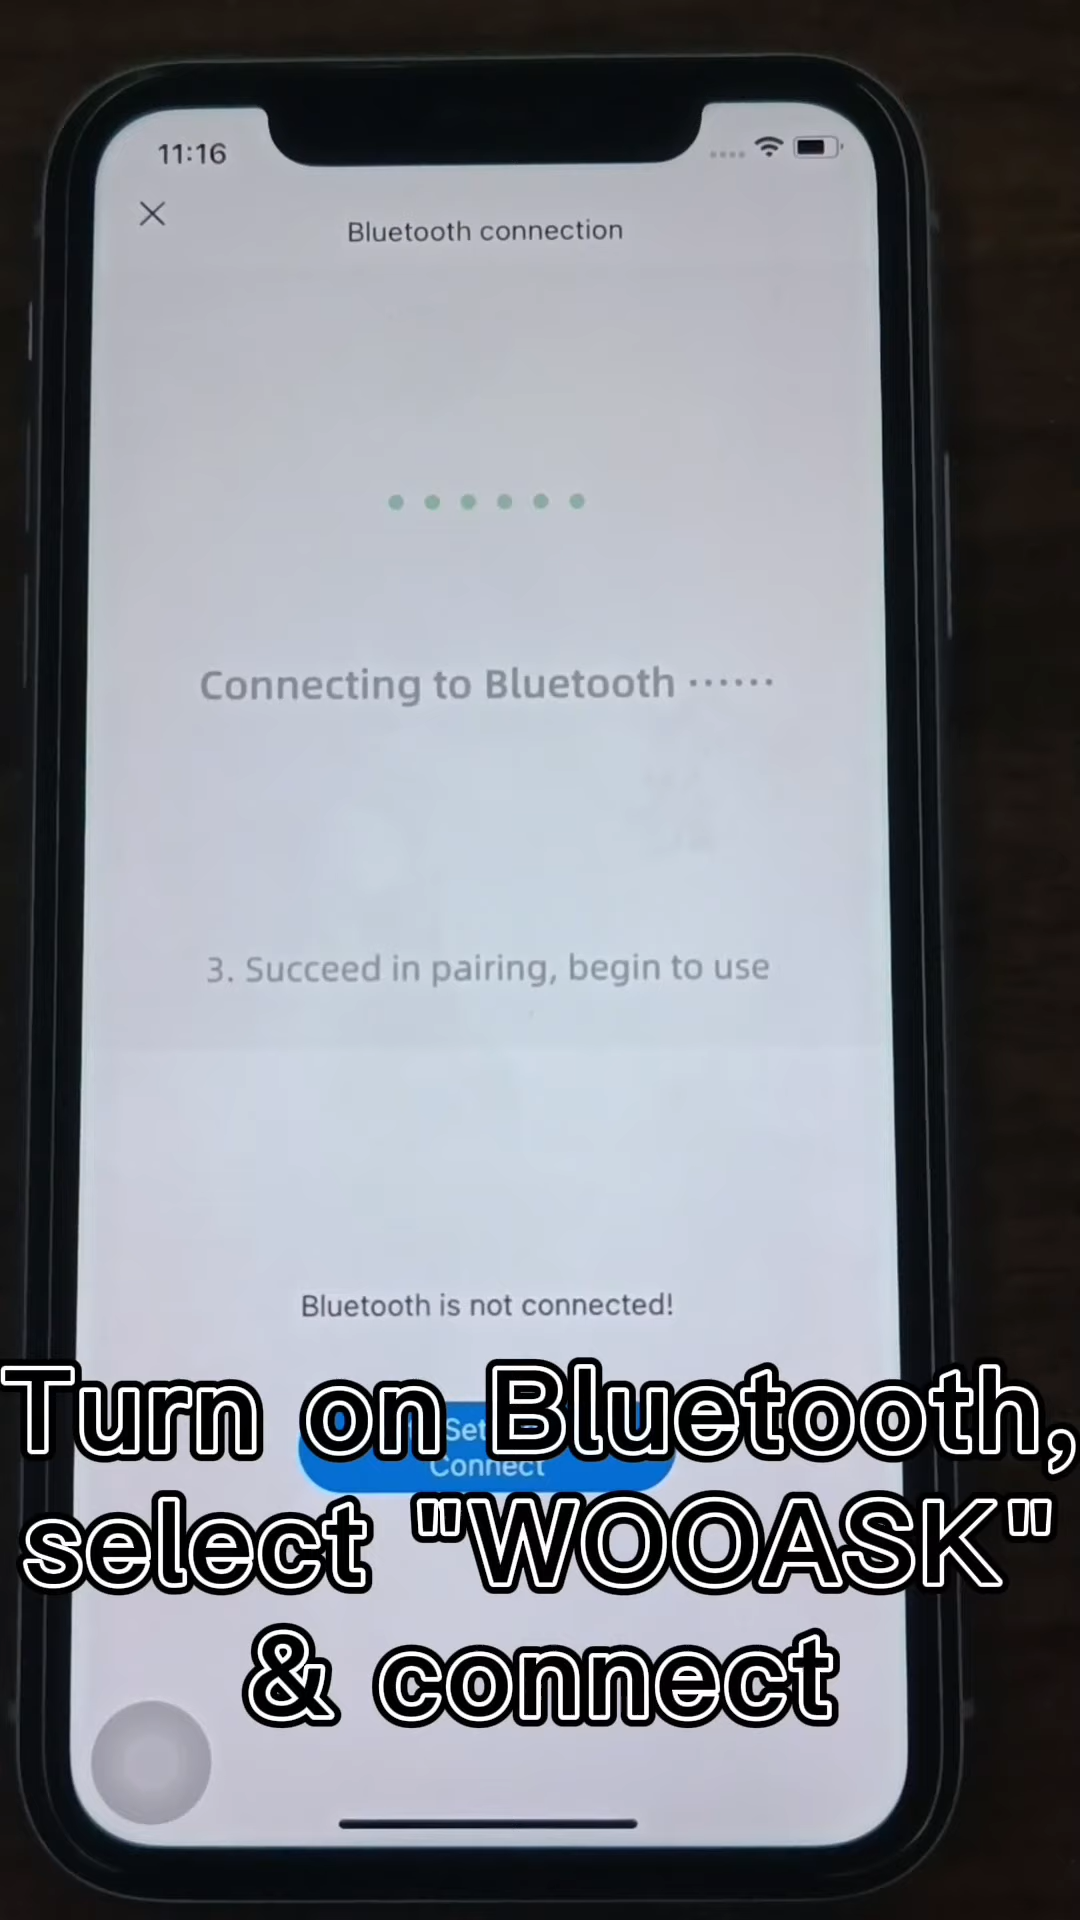 11:16
Bluetooth connection
Connecting to Bluetooth ······
3. Succeed in pairing, begin to use
Bluetooth is not connected!
Connect
Turn on Bluetooth,
select "WOOASK"
& connect